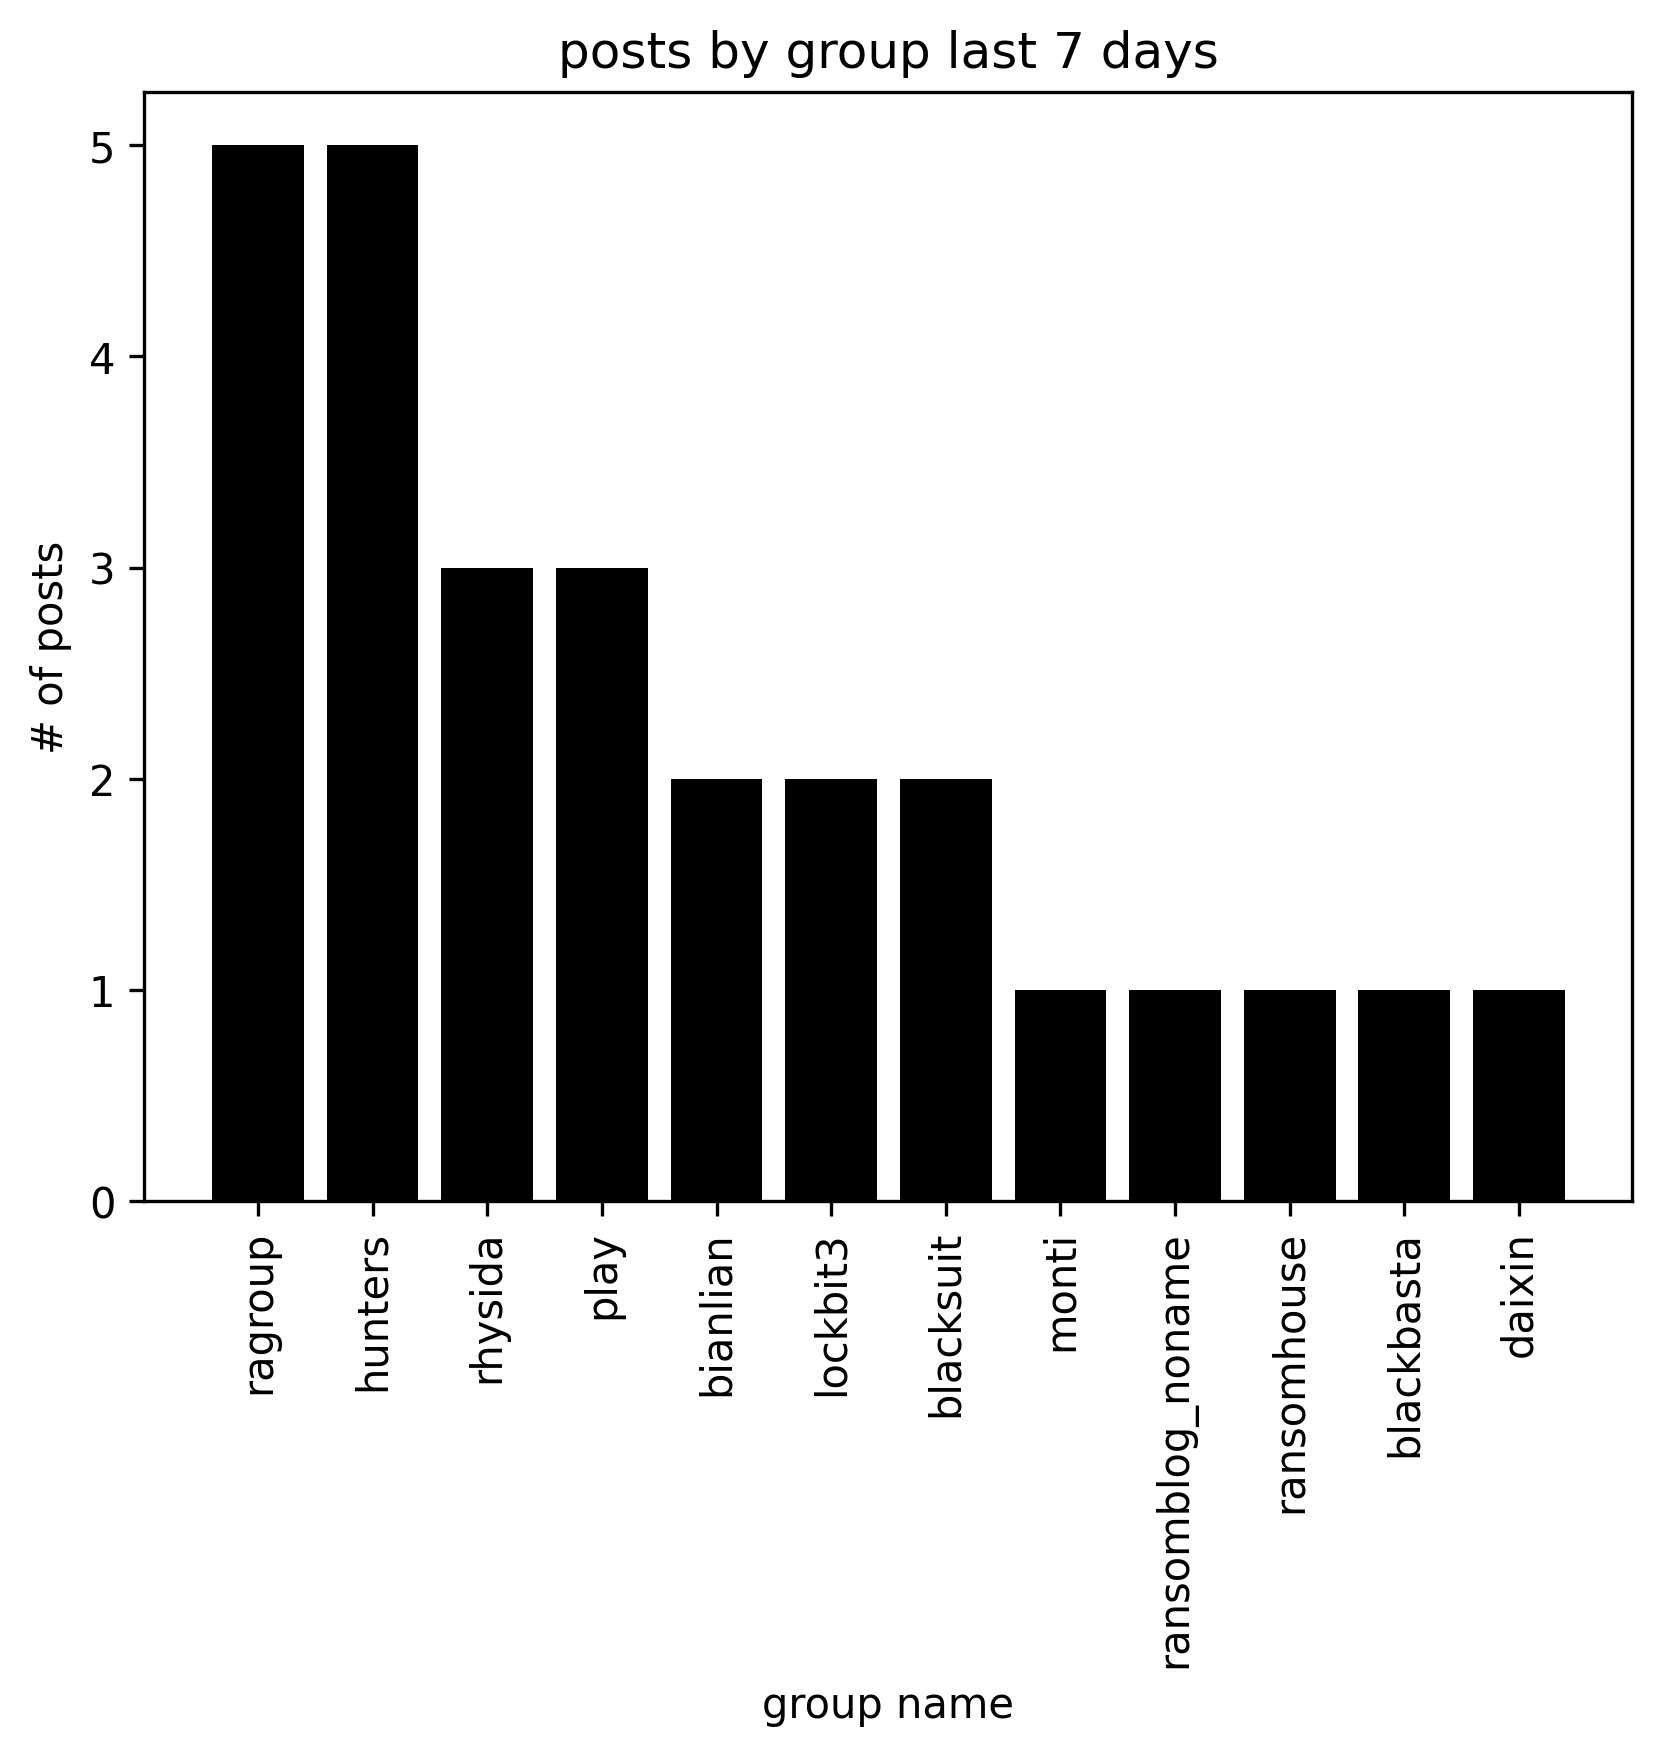 posts by group last 7 days
# of posts
5
4
3
2
1
0
ragroup
hunters
rhysida
play
bianlian
lockbit3
blacksuit
monti
ransomblog_noname
ransomhouse
blackbasta
daixin
group name